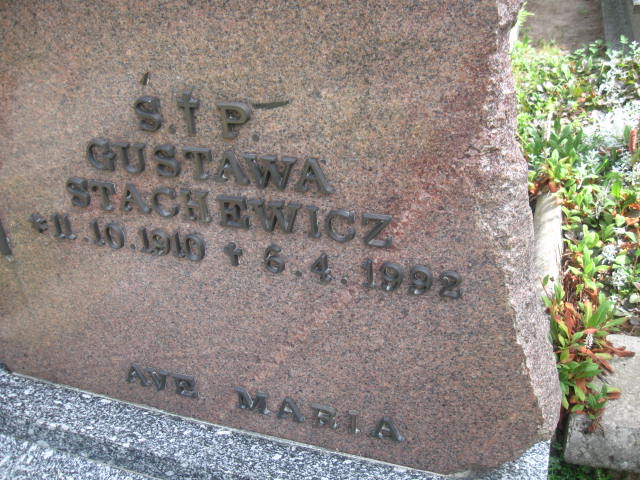 Ś. † P.
GUSTAWA
STACHEWICZ
* 11. 10. 1910 † 6. 4. 1992
AVE MARIA